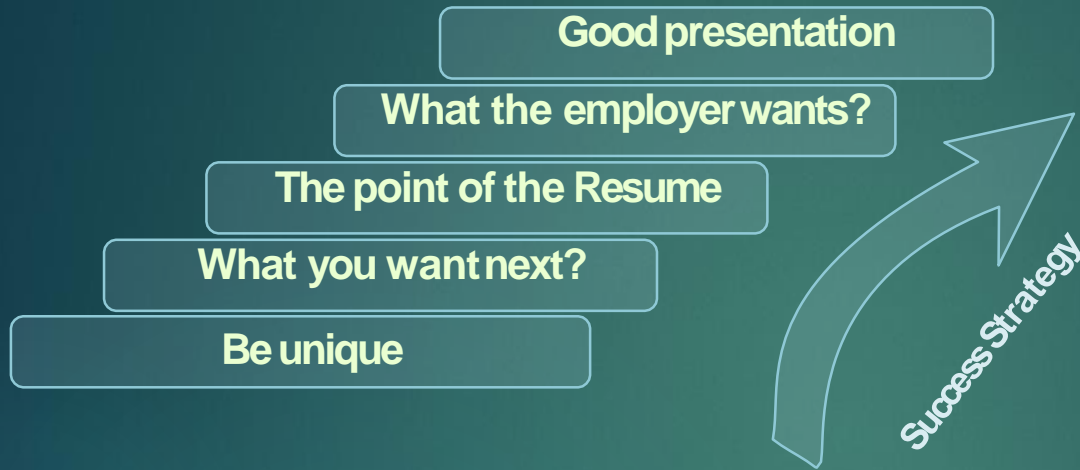 Good presentation
What the employer wants?
The point of the Resume
What you want next?
Be unique
Success Strategy